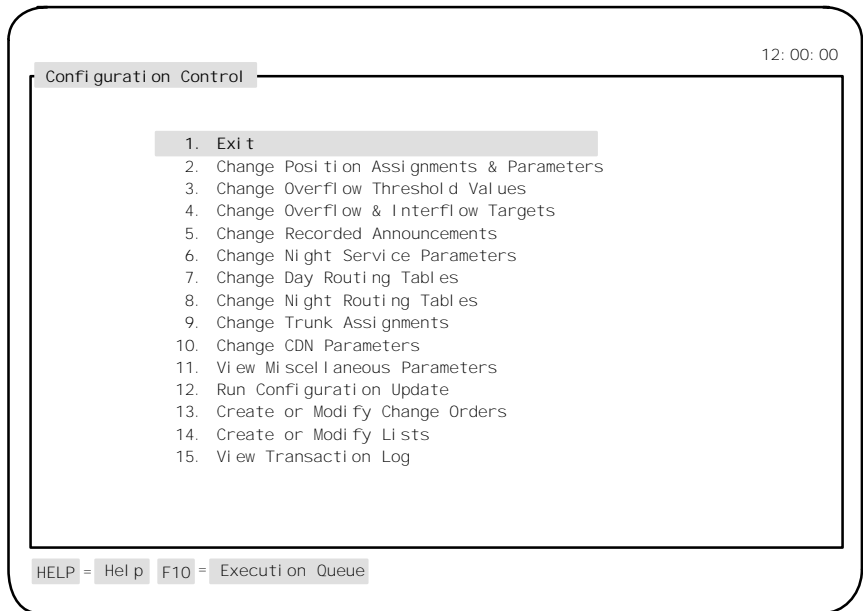 12:00:00
Configuration Control
1. Exit
2. Change Position Assignments & Parameters
3. Change Overflow Threshold Values
4. Change Overflow & Interflow Targets
5. Change Recorded Announcements
6. Change Night Service Parameters
7. Change Day Routing Tables
8. Change Night Routing Tables
9. Change Trunk Assignments
10. Change CDN Parameters
11. View Miscellaneous Parameters
12. Run Configuration Update
13. Create or Modify Change Orders
14. Create or Modify Lists
15. View Transaction Log
HELP = Help F10 = Execution Queue